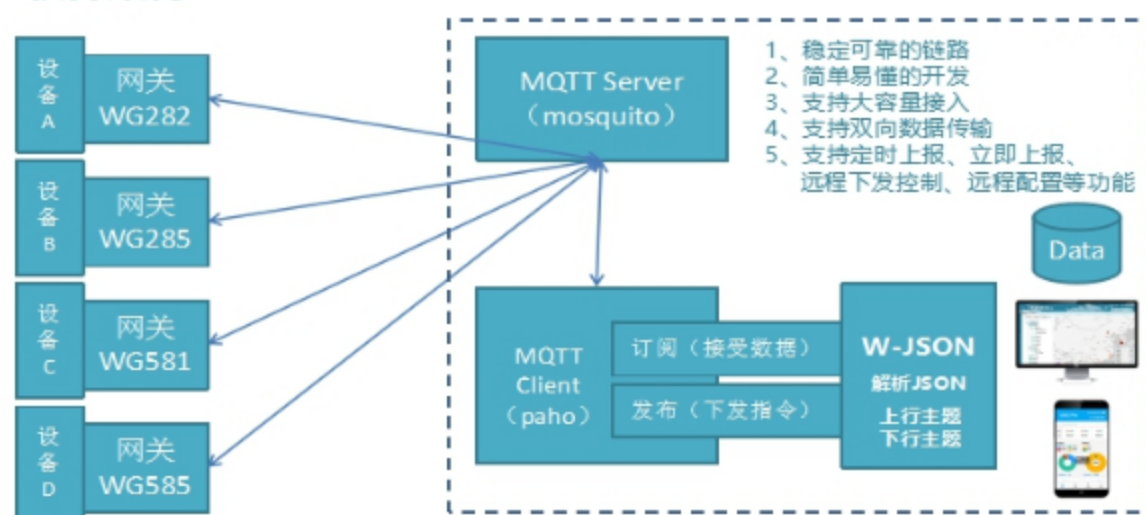 设
备
A
网关
WG282
设
备
B
网关
WG285
设
备
C
网关
WG581
设
备
D
网关
WG585
MQTT Server
（mosquito）
1、稳定可靠的链路
2、简单易懂的开发
3、支持大容量接入
4、支持双向数据传输
5、支持定时上报、立即上报、
远程下发控制、远程配置等功能
Data
MQTT
Client
（paho）
订阅（接受数据）
发布（下发指令）
W-JSON
解析JSON
上行主题
下行主题